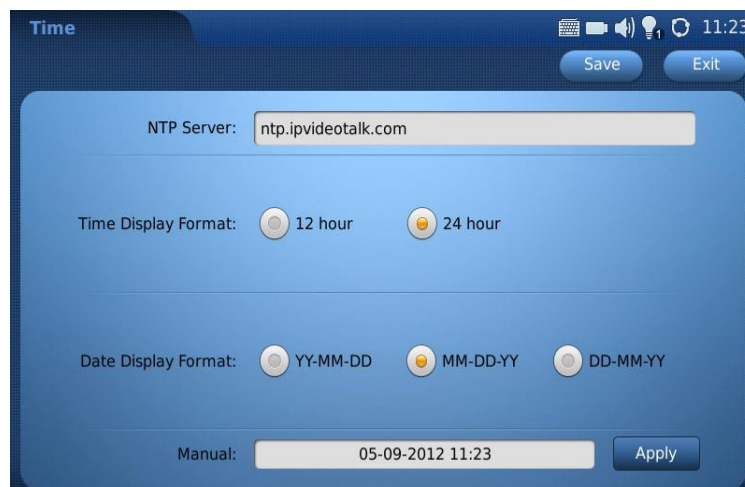 Time
1
11:23
Save
Exit
NTP Server:
ntp.ipvideotalk.com
Time Display Format:
12 hour
24 hour
Date Display Format:
YY-MM-DD
MM-DD-YY
DD-MM-YY
Manual:
05-09-2012 11:23
Apply